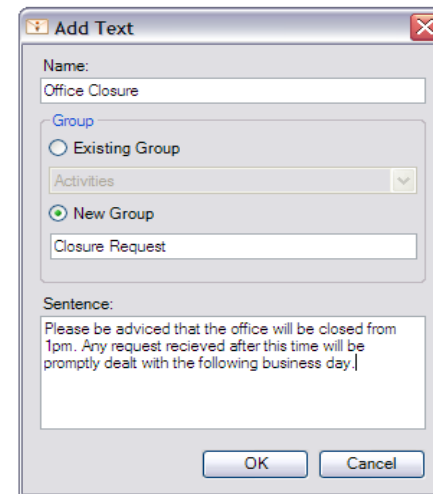 Add Text
Name:
Office Closure
Group
Existing Group
Activities
New Group
Closure Request
Sentence:
Please be adviced that the office will be closed from
1pm. Any request recieved after this time will be
promptly dealt with the following business day.
OK Cancel